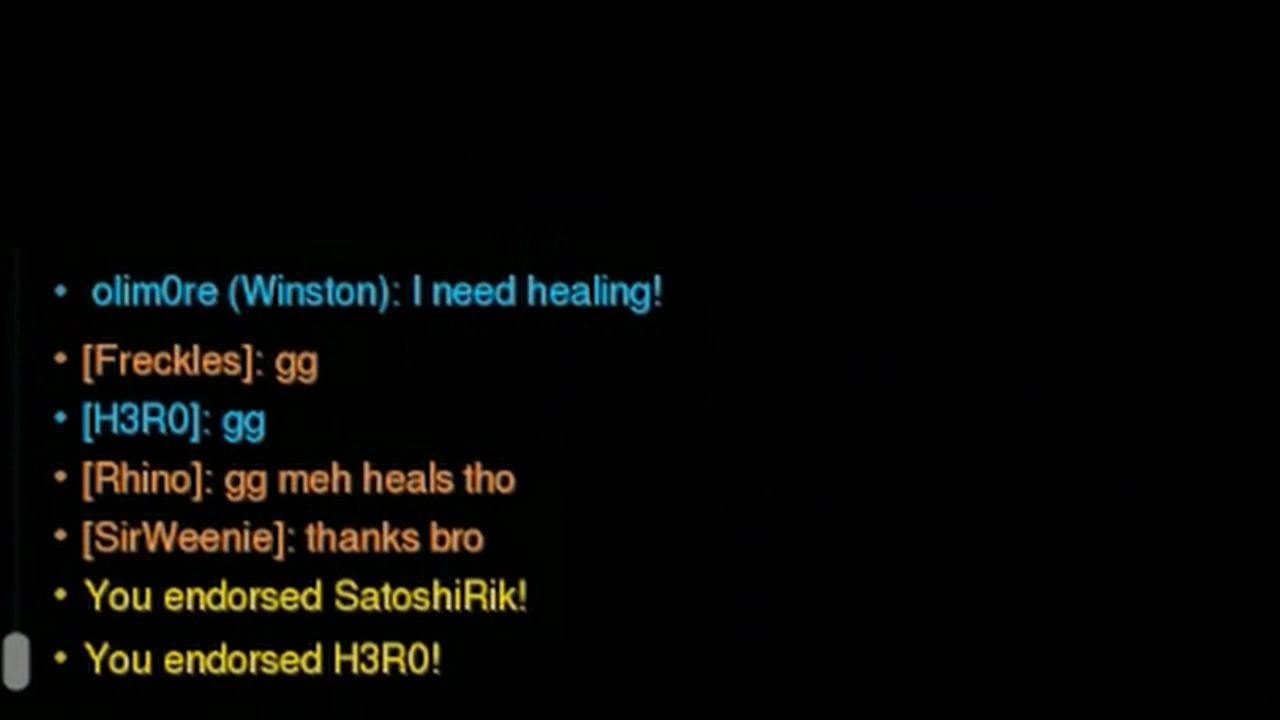 • olim0re (Winston): I need healing!
• [Freckles]: gg
• [H3R0]: gg
• [Rhino]: gg meh heals tho
• [SirWeenie]: thanks bro
• You endorsed SatoshiRik!
• You endorsed H3R0!